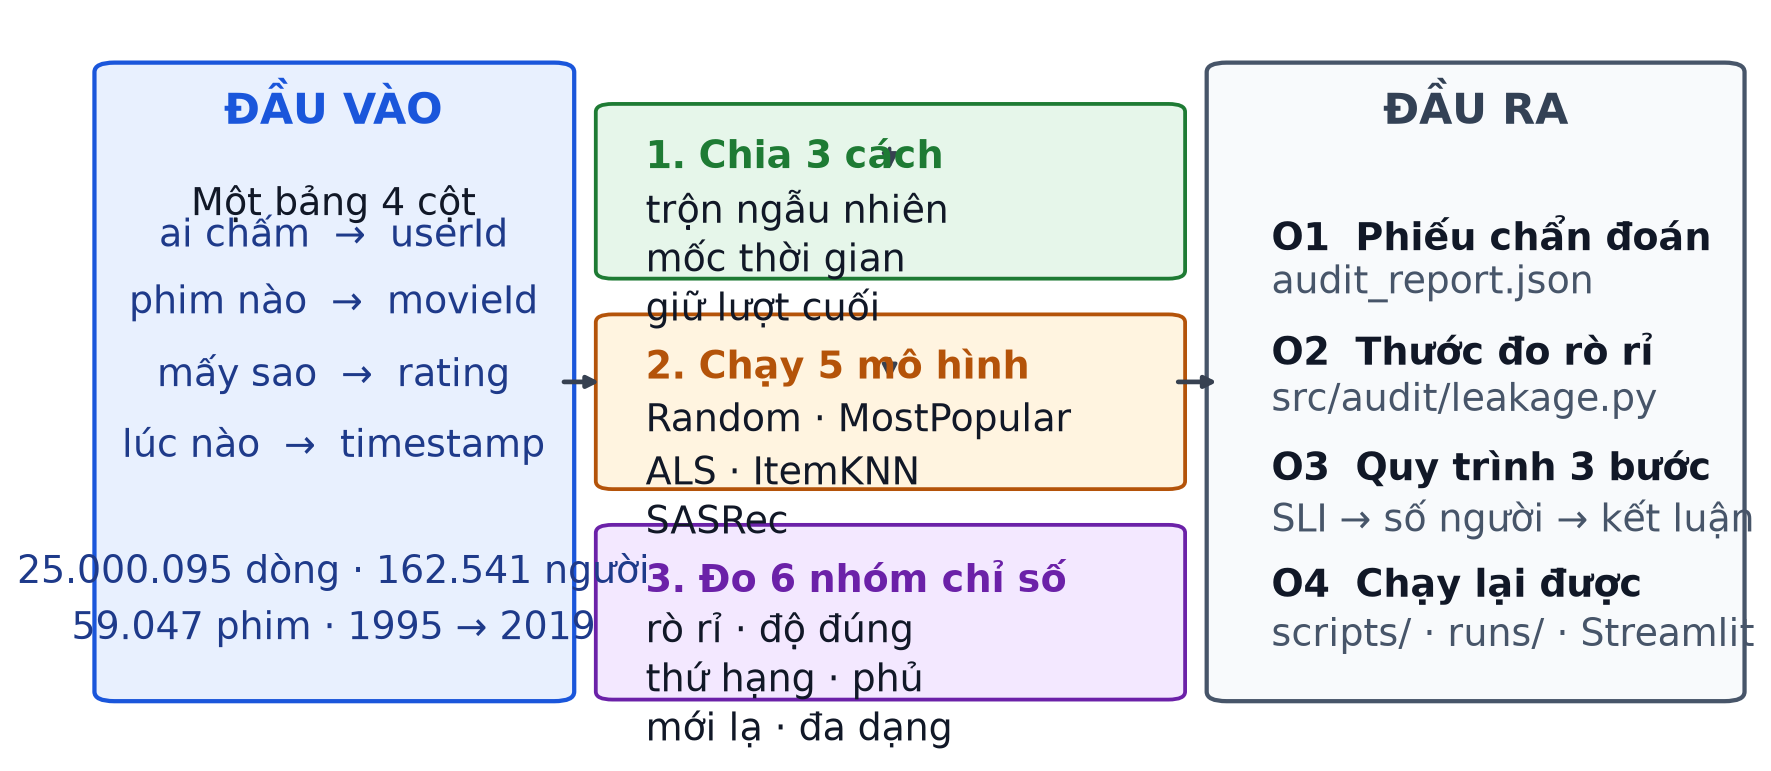 ĐẦU VÀO
Một bảng 4 cột
ai chấm → userId
phim nào → movieId
mấy sao → rating
lúc nào → timestamp
25.000.095 dòng · 162.541 người
59.047 phim · 1995 → 2019
1. Chia 3 cách
trộn ngẫu nhiên
mốc thời gian
giữ lượt cuối
2. Chạy 5 mô hình
Random · MostPopular
ALS · ItemKNN
SASRec
3. Đo 6 nhóm chỉ số
rò rỉ · độ đúng
thứ hạng · phủ
mới lạ · đa dạng
ĐẦU RA
O1 Phiếu chẩn đoán
audit_report.json
O2 Thước đo rò rỉ
src/audit/leakage.py
O3 Quy trình 3 bước
SLI → số người → kết luận
O4 Chạy lại được
scripts/ · runs/ · Streamlit